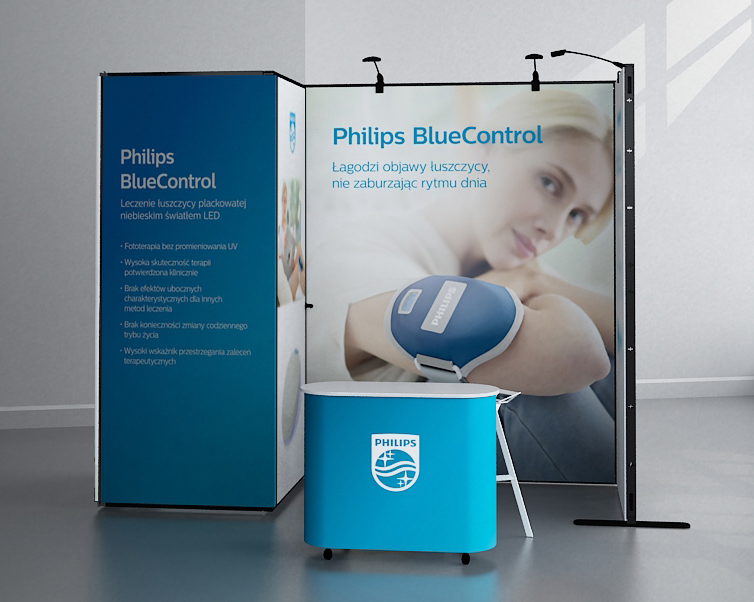 Philips
BlueControl
Leczenie łuszczycy plackowatej
niebieskim światłem LED
• Fototerapia bez promieniowania UV
• Wysoka skuteczność terapii
potwierdzona klinicznie
• Brak efektów ubocznych
charakterystycznych dla innych
metod leczenia
• Brak konieczności zmiany codziennego
trybu życia
• Wysoki wskaźnik przestrzegania zaleceń
terapeutycznych
Philips BlueControl
Łagodzi objawy łuszczycy,
nie zaburzając rytmu dnia
PHILIPS
PHILIPS